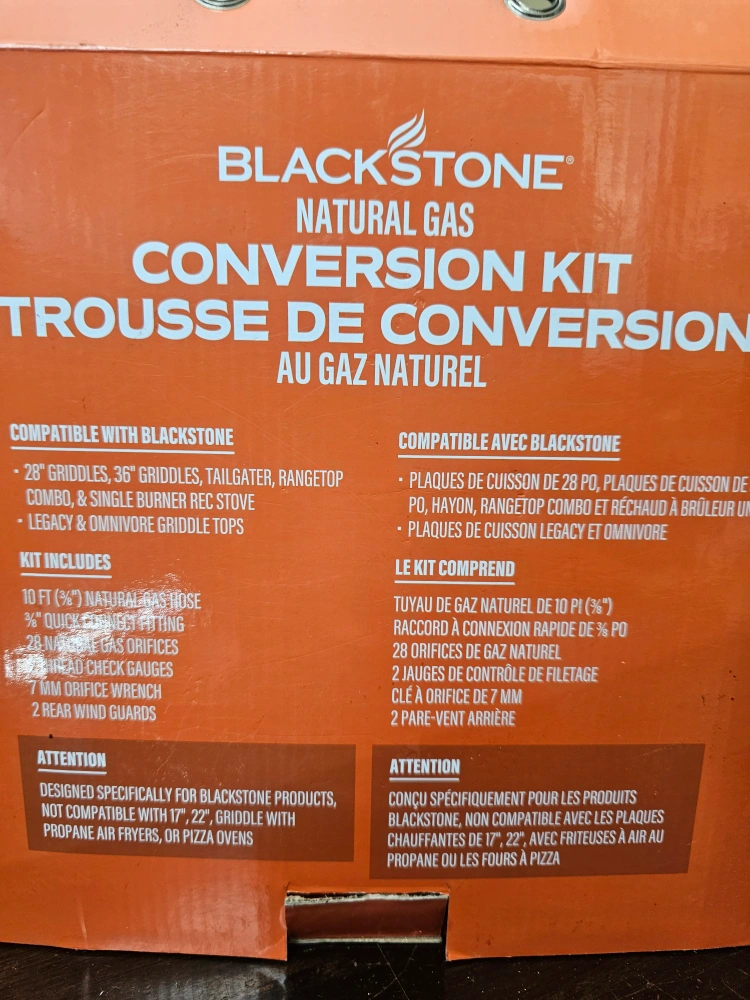 BLACKSTONE®
NATURAL GAS
CONVERSION KIT
TROUSSE DE CONVERSION
AU GAZ NATUREL
COMPATIBLE WITH BLACKSTONE
• 28" GRIDDLES, 36" GRIDDLES, TAILGATER, RANGETOP
COMBO, & SINGLE BURNER REC STOVE
• LEGACY & OMNIVORE GRIDDLE TOPS
KIT INCLUDES
10 FT (⅜") NATURAL GAS HOSE
⅜" QUICK CONNECT FITTING
28 NATURAL GAS ORIFICES
THREAD CHECK GAUGES
7 MM ORIFICE WRENCH
2 REAR WIND GUARDS
ATTENTION
DESIGNED SPECIFICALLY FOR BLACKSTONE PRODUCTS,
NOT COMPATIBLE WITH 17", 22", GRIDDLE WITH
PROPANE AIR FRYERS, OR PIZZA OVENS
COMPATIBLE AVEC BLACKSTONE
• PLAQUES DE CUISSON DE 28 PO, PLAQUES DE CUISSON DE
PO, HAYON, RANGETOP COMBO ET RÉCHAUD À BRÛLEUR
• PLAQUES DE CUISSON LEGACY ET OMNIVORE
LE KIT COMPREND
TUYAU DE GAZ NATUREL DE 10 PI (⅜")
RACCORD À CONNEXION RAPIDE DE ⅜ PO
28 ORIFICES DE GAZ NATUREL
2 JAUGES DE CONTRÔLE DE FILETAGE
CLÉ À ORIFICE DE 7 MM
2 PARE-VENT ARRIÈRE
ATTENTION
CONÇU SPÉCIFIQUEMENT POUR LES PRODUITS
BLACKSTONE, NON COMPATIBLE AVEC LES PLAQUES
CHAUFFANTES DE 17", 22", AVEC FRITEUSES À AIR AU
PROPANE OU LES FOURS À PIZZA